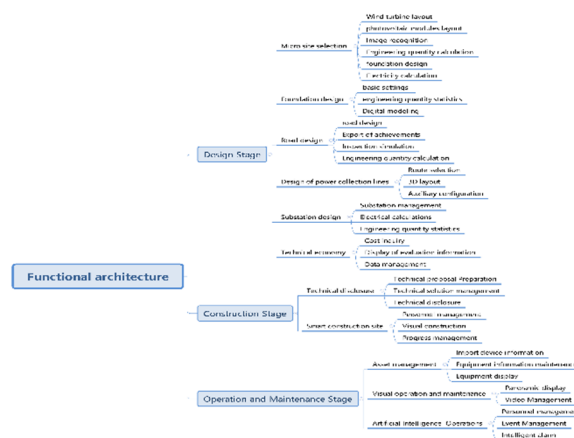 Wind turbine layout
photovoltaic modules layout
Image recognition
Engineering quantity calculation
foundation design
Electricity calculation
Micro site selection
basic settings
engineering quantity statistics
Digital modeling
Foundation design
road design
Export of achievements
simulation
Engineering quantity calculation
Road design
Design Stage
Route selection
3D layout
Auxiliary configuration
Design of power collection lines
Substation management
Electrical calculations
Engineering quantity statistics
Substation design
Cost inquiry
Display of evaluation information
Data management
Technical economy
Functional architecture
Technical proposal Preparation
Technical solution management
Technical disclosure
Technical disclosure
Construction Stage
Personnel management
Visual construction
Progress management
Smart construction site
Import device information
Equipment information maintenance
Equipment display
Asset management
Operation and Maintenance Stage
Panoramic display
Video Management
Visual operation and maintenance
Personnel management
Event Management
Intelligent alarm
Artificial Intelligence Operations